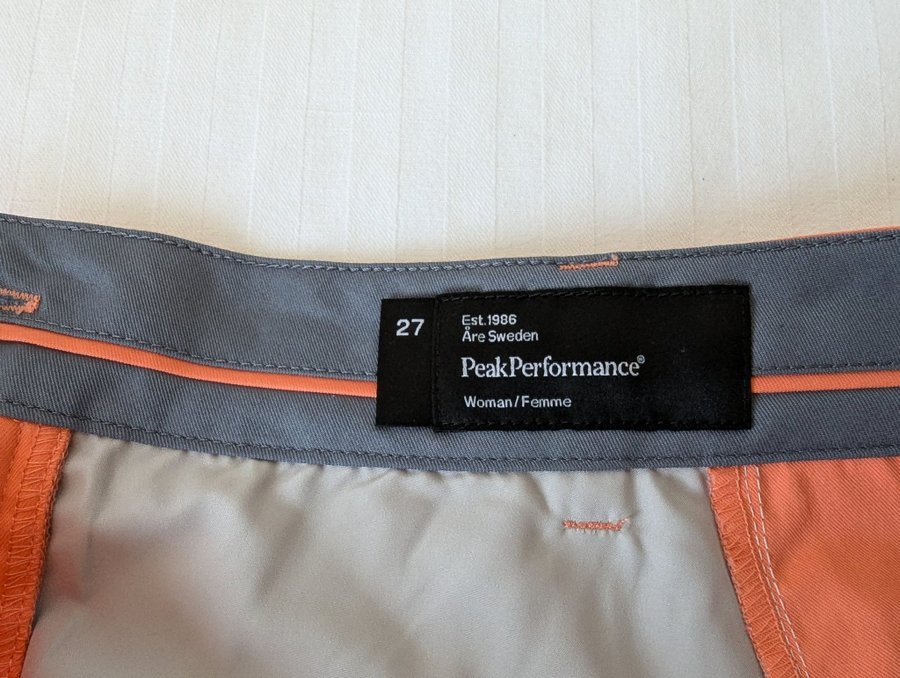 27
Est.1986
Åre Sweden
PeakPerformance®
Woman/Femme